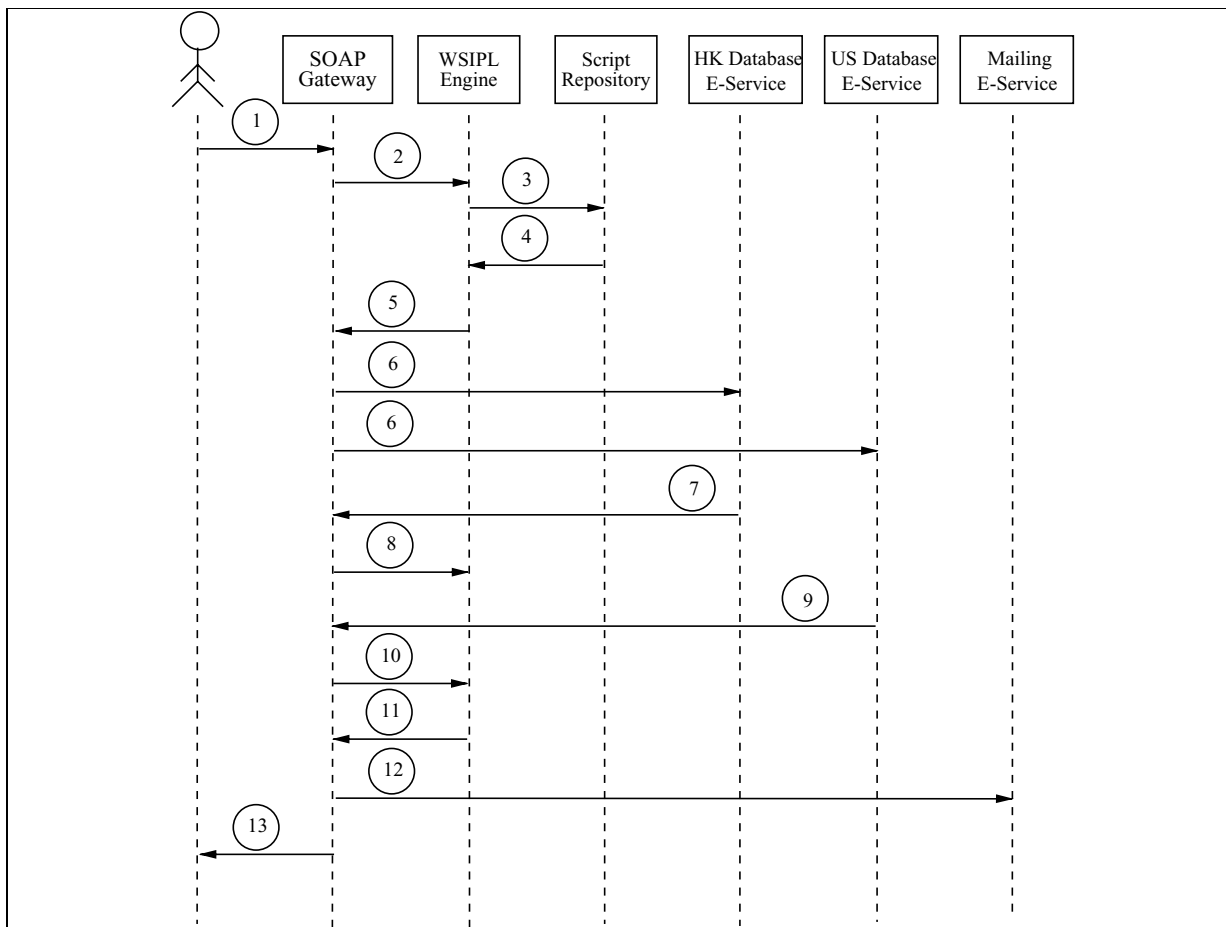 SOAP
Gateway
WSIPL
Engine
Script
Repository
HK Database
E-Service
US Database
E-Service
Mailing
E-Service
1
2
3
4
5
6
6
7
8
9
10
11
12
13